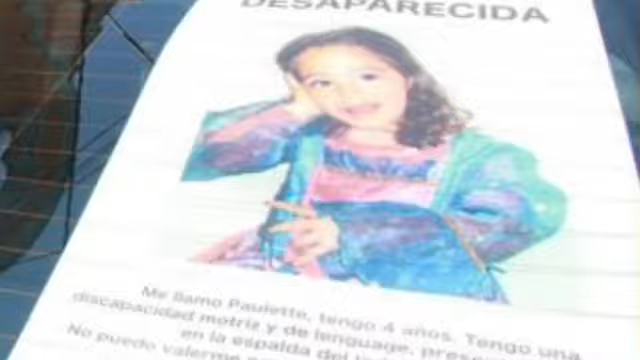 DESAPARECIDA
Me llamo Paulette, tengo 4 años. Tengo una
discapacidad motriz y de lenguage,
en la espalda del
No puedo valerme